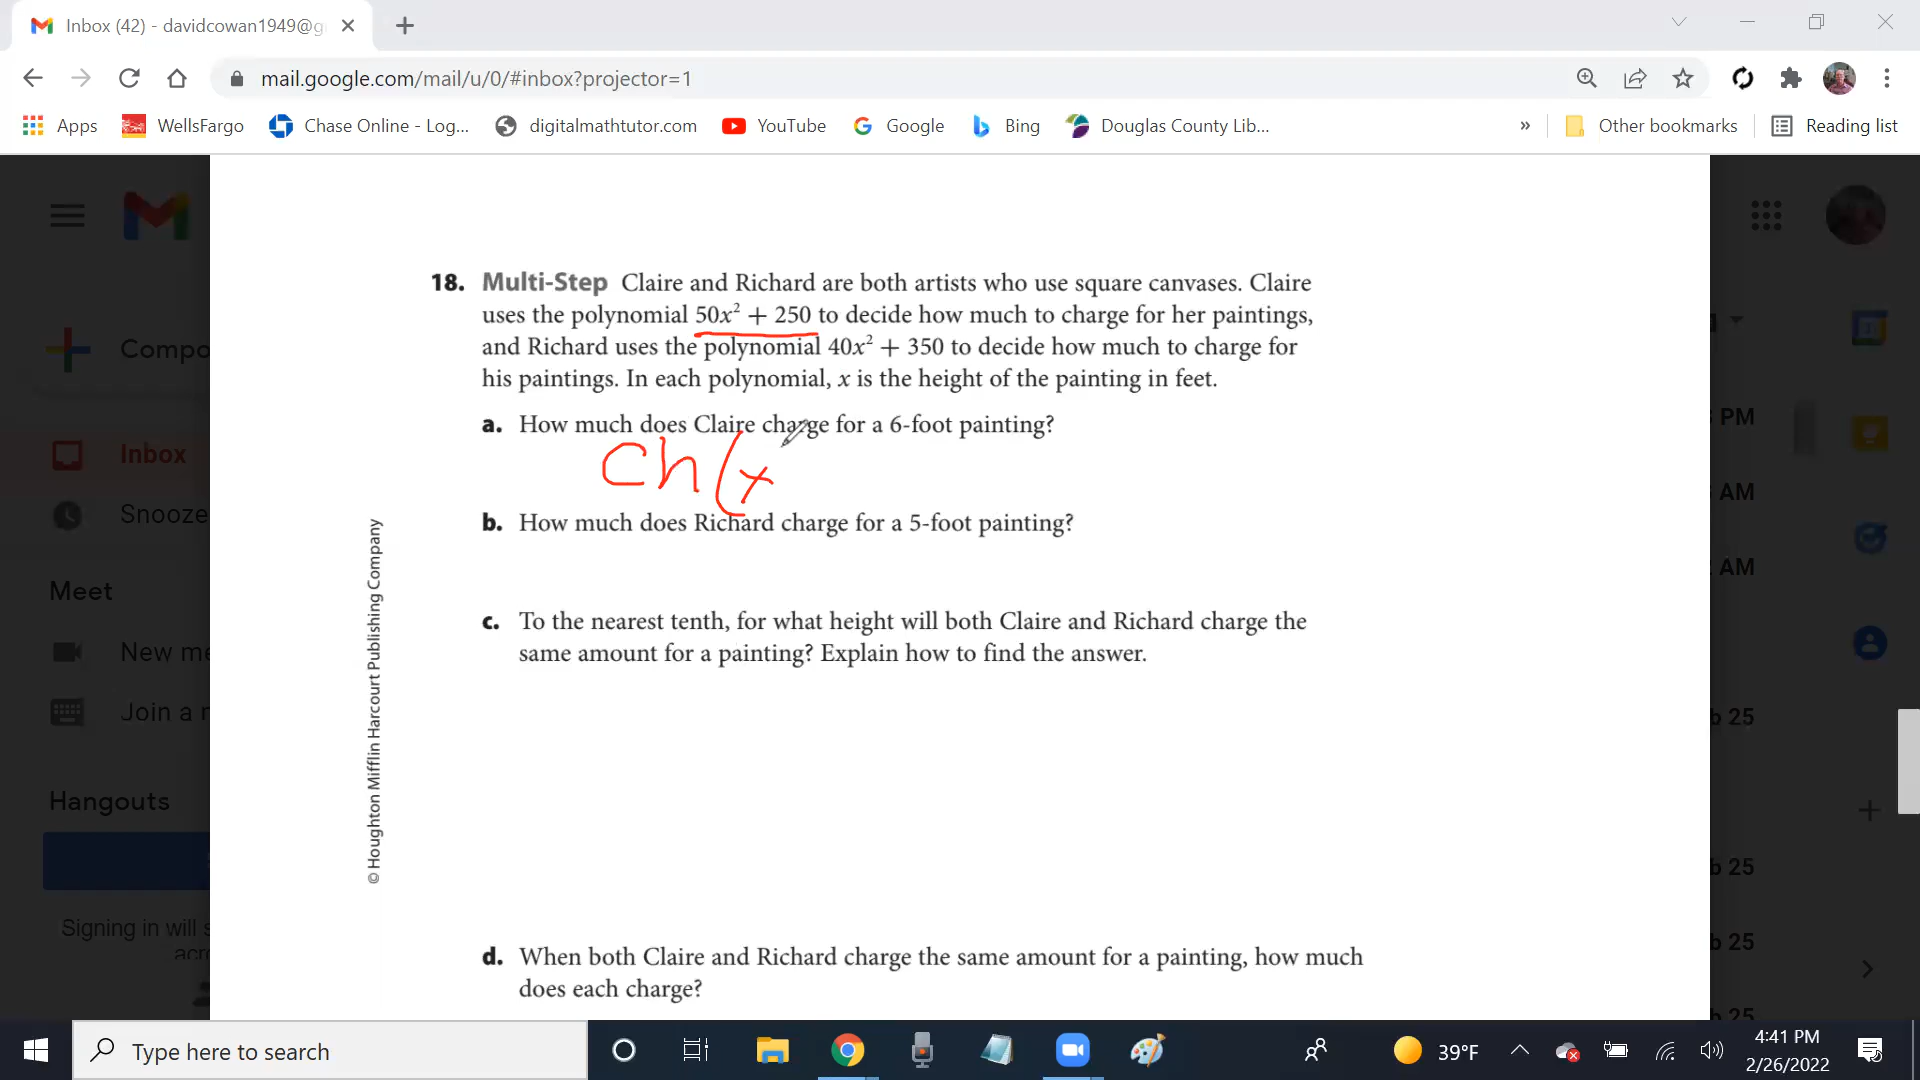 Inbox (42) - davidcowan1949@g
mail.google.com/mail/u/0/#inbox?projector=1
Apps WellsFargo Chase Online - Log... digitalmathtutor.com YouTube Google Bing Douglas County Lib... » Other bookmarks Reading list
18. Multi-Step Claire and Richard are both artists who use square canvases. Claire
uses the polynomial 50x² + 250 to decide how much to charge for her paintings,
and Richard uses the polynomial 40x² + 350 to decide how much to charge for
his paintings. In each polynomial, x is the height of the painting in feet.
a. How much does Claire charge for a 6-foot painting?
Ch(x
b. How much does Richard charge for a 5-foot painting?
c. To the nearest tenth, for what height will both Claire and Richard charge the
same amount for a painting? Explain how to find the answer.
d. When both Claire and Richard charge the same amount for a painting, how much
does each charge?
© Houghton Mifflin Harcourt Publishing Company
Compo
Inbox
Snooze
Meet
New me
Join a
Hangouts
Signing in will
acro
PM
AM
AM
25
25
25
25
Type here to search
39°F
4:41 PM
2/26/2022